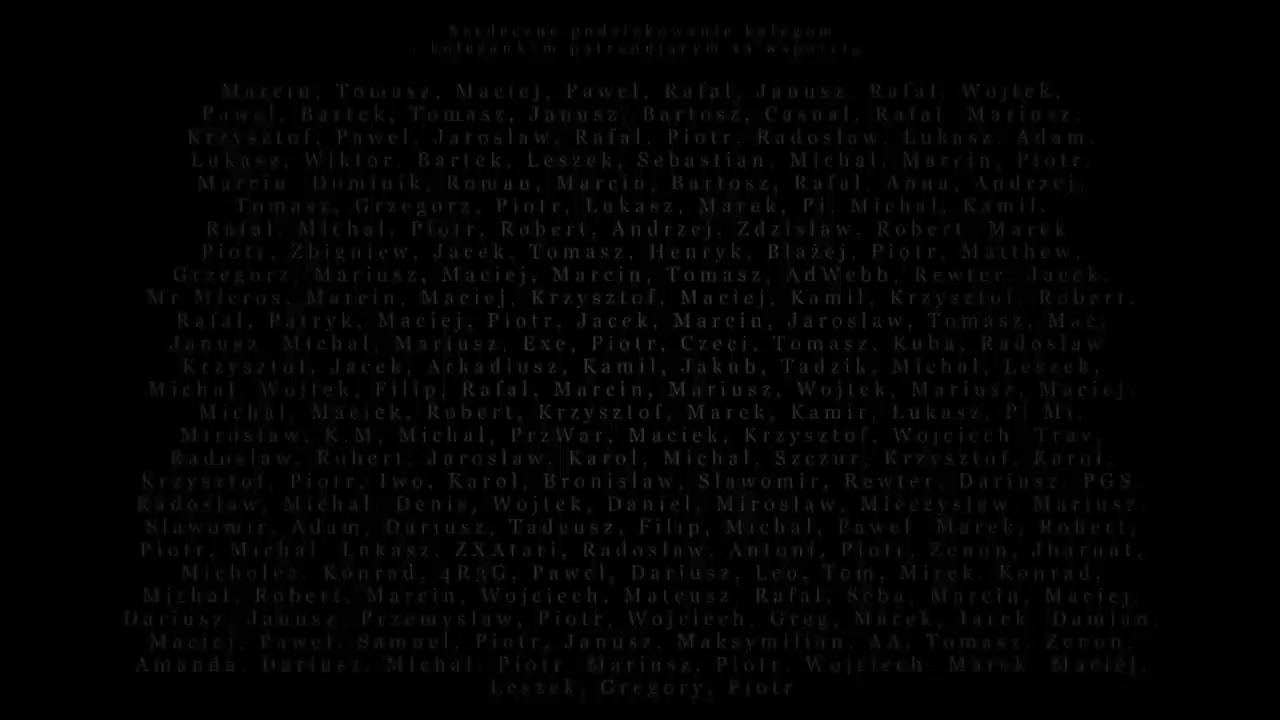 Serdeczne podziękowanie kolegom
i koleżankom patronującym za wsparcie
Marcin, Tomasz, Maciej, Paweł, Rafał, Janusz, Rafał, Wojtek,
Paweł, Bartek, Tomasz, Janusz, Bartosz, Casual, Rafał, Mariusz,
Krzysztof, Paweł, Jarosław, Rafał, Piotr, Radosław, Łukasz, Adam,
Łukasz, Wiktor, Bartek, Leszek, Sebastian, Michał, Marcin, Piotr,
Marcin, Dominik, Roman, Marcin, Bartosz, Rafał, Anna, Andrzej,
Tomasz, Grzegorz, Piotr, Łukasz, Marek, Pi, Michał, Kamil,
Rafał, Michał, Piotr, Robert, Andrzej, Zdzisław, Robert, Marek
Piotr, Zbigniew, Jacek, Tomasz, Henryk, Błażej, Piotr, Matthew,
Grzegorz, Mariusz, Maciej, Marcin, Tomasz, AdWebb, Rewter, Jacek,
Mr Micros, Marcin, Maciej, Krzysztof, Maciej, Kamil, Krzysztof, Robert,
Rafał, Patryk, Maciej, Piotr, Jacek, Marcin, Jarosław, Tomasz, Maci
Janusz, Michał, Mariusz, Exe, Piotr, Czeci, Tomasz, Kuba, Radosław
Krzysztof, Jacek, Arkadiusz, Kamil, Jakub, Tadzik, Michał, Leszek,
Michał, Wojtek, Filip, Rafał, Marcin, Mariusz, Wojtek, Mariusz, Maciej,
Michał, Maciek, Robert, Krzysztof, Marek, Kamir, Łukasz, Pi Mi,
Mirosław, K.M, Michał, PrzWar, Maciek, Krzysztof, Wojciech, Trav,
Radosław, Robert, Jarosław, Karol, Michał, Szczur, Krzysztof, Karol,
Krzysztof, Piotr, Iwo, Karol, Bronisław, Sławomir, Rewter, Dariusz, PGS,
Radosław, Michał, Denis, Wojtek, Daniel, Mirosław, Mieczysław, Mariusz,
Sławomir, Adam, Dariusz, Tadeusz, Filip, Michał, Paweł, Marek, Robert,
Piotr, Michał, Łukasz, ZXAtari, Radosław, Antoni, Piotr, Zenon,
Konrad, 4R3G, Paweł, Dariusz, Leo, Tom, Mirek, Konrad,
Michał, Robert, Marcin, Wojciech, Mateusz, Rafał, Seba, Marcin, Maciej,
Dariusz, Janusz, Przemysław, Piotr, Wojciech, Greg, Maciek, Jacek, Damian,
Maciej, Paweł, Samuel, Piotr, Janusz, Maksymilian, AA, Tomasz, Zenon,
Amanda, Dariusz, Michał, Piotr, Mariusz, Piotr, Wojciech, Marek, Maciej,
Leszek, Gregory, Piotr